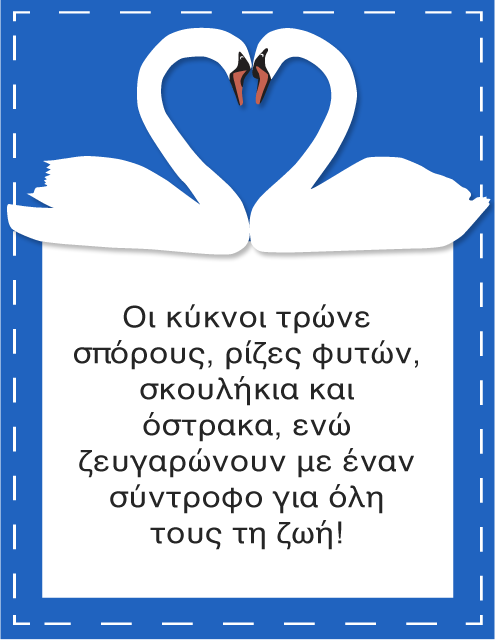 Οι κύκνοι τρώνε
σπόρους, ρίζες φυτών,
σκουλήκια και
όστρακα, ενώ
ζευγαρώνουν με έναν
σύντροφο για όλη
τους τη ζωή!